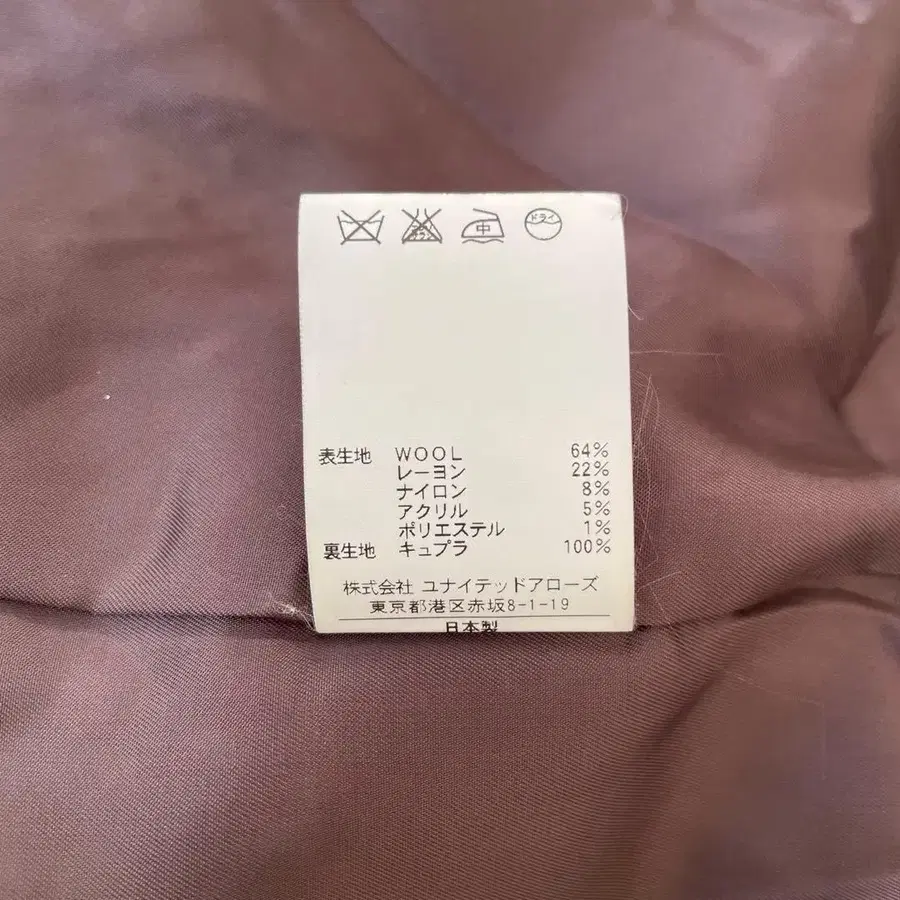 中
ドライ
表生地 WOOL 64%
レーヨン 22%
ナイロン 8%
アクリル 5%
ポリエステル 1%
裏生地 キュプラ 100%
株式会社 ユナイテッドアローズ
東京都港区赤坂8-1-19
日本製